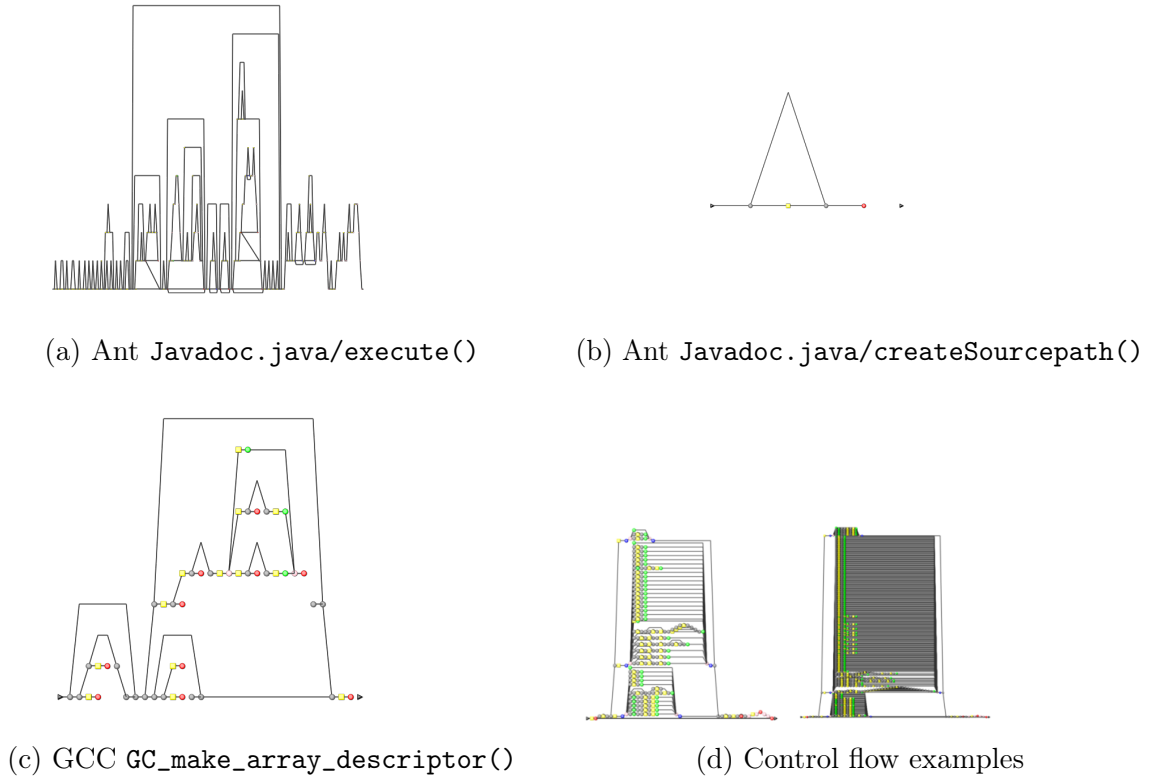 (a) Ant Javadoc.java/execute()
(b) Ant Javadoc.java/createSourcepath()
(c) GCC GC_make_array_descriptor()
(d) Control flow examples